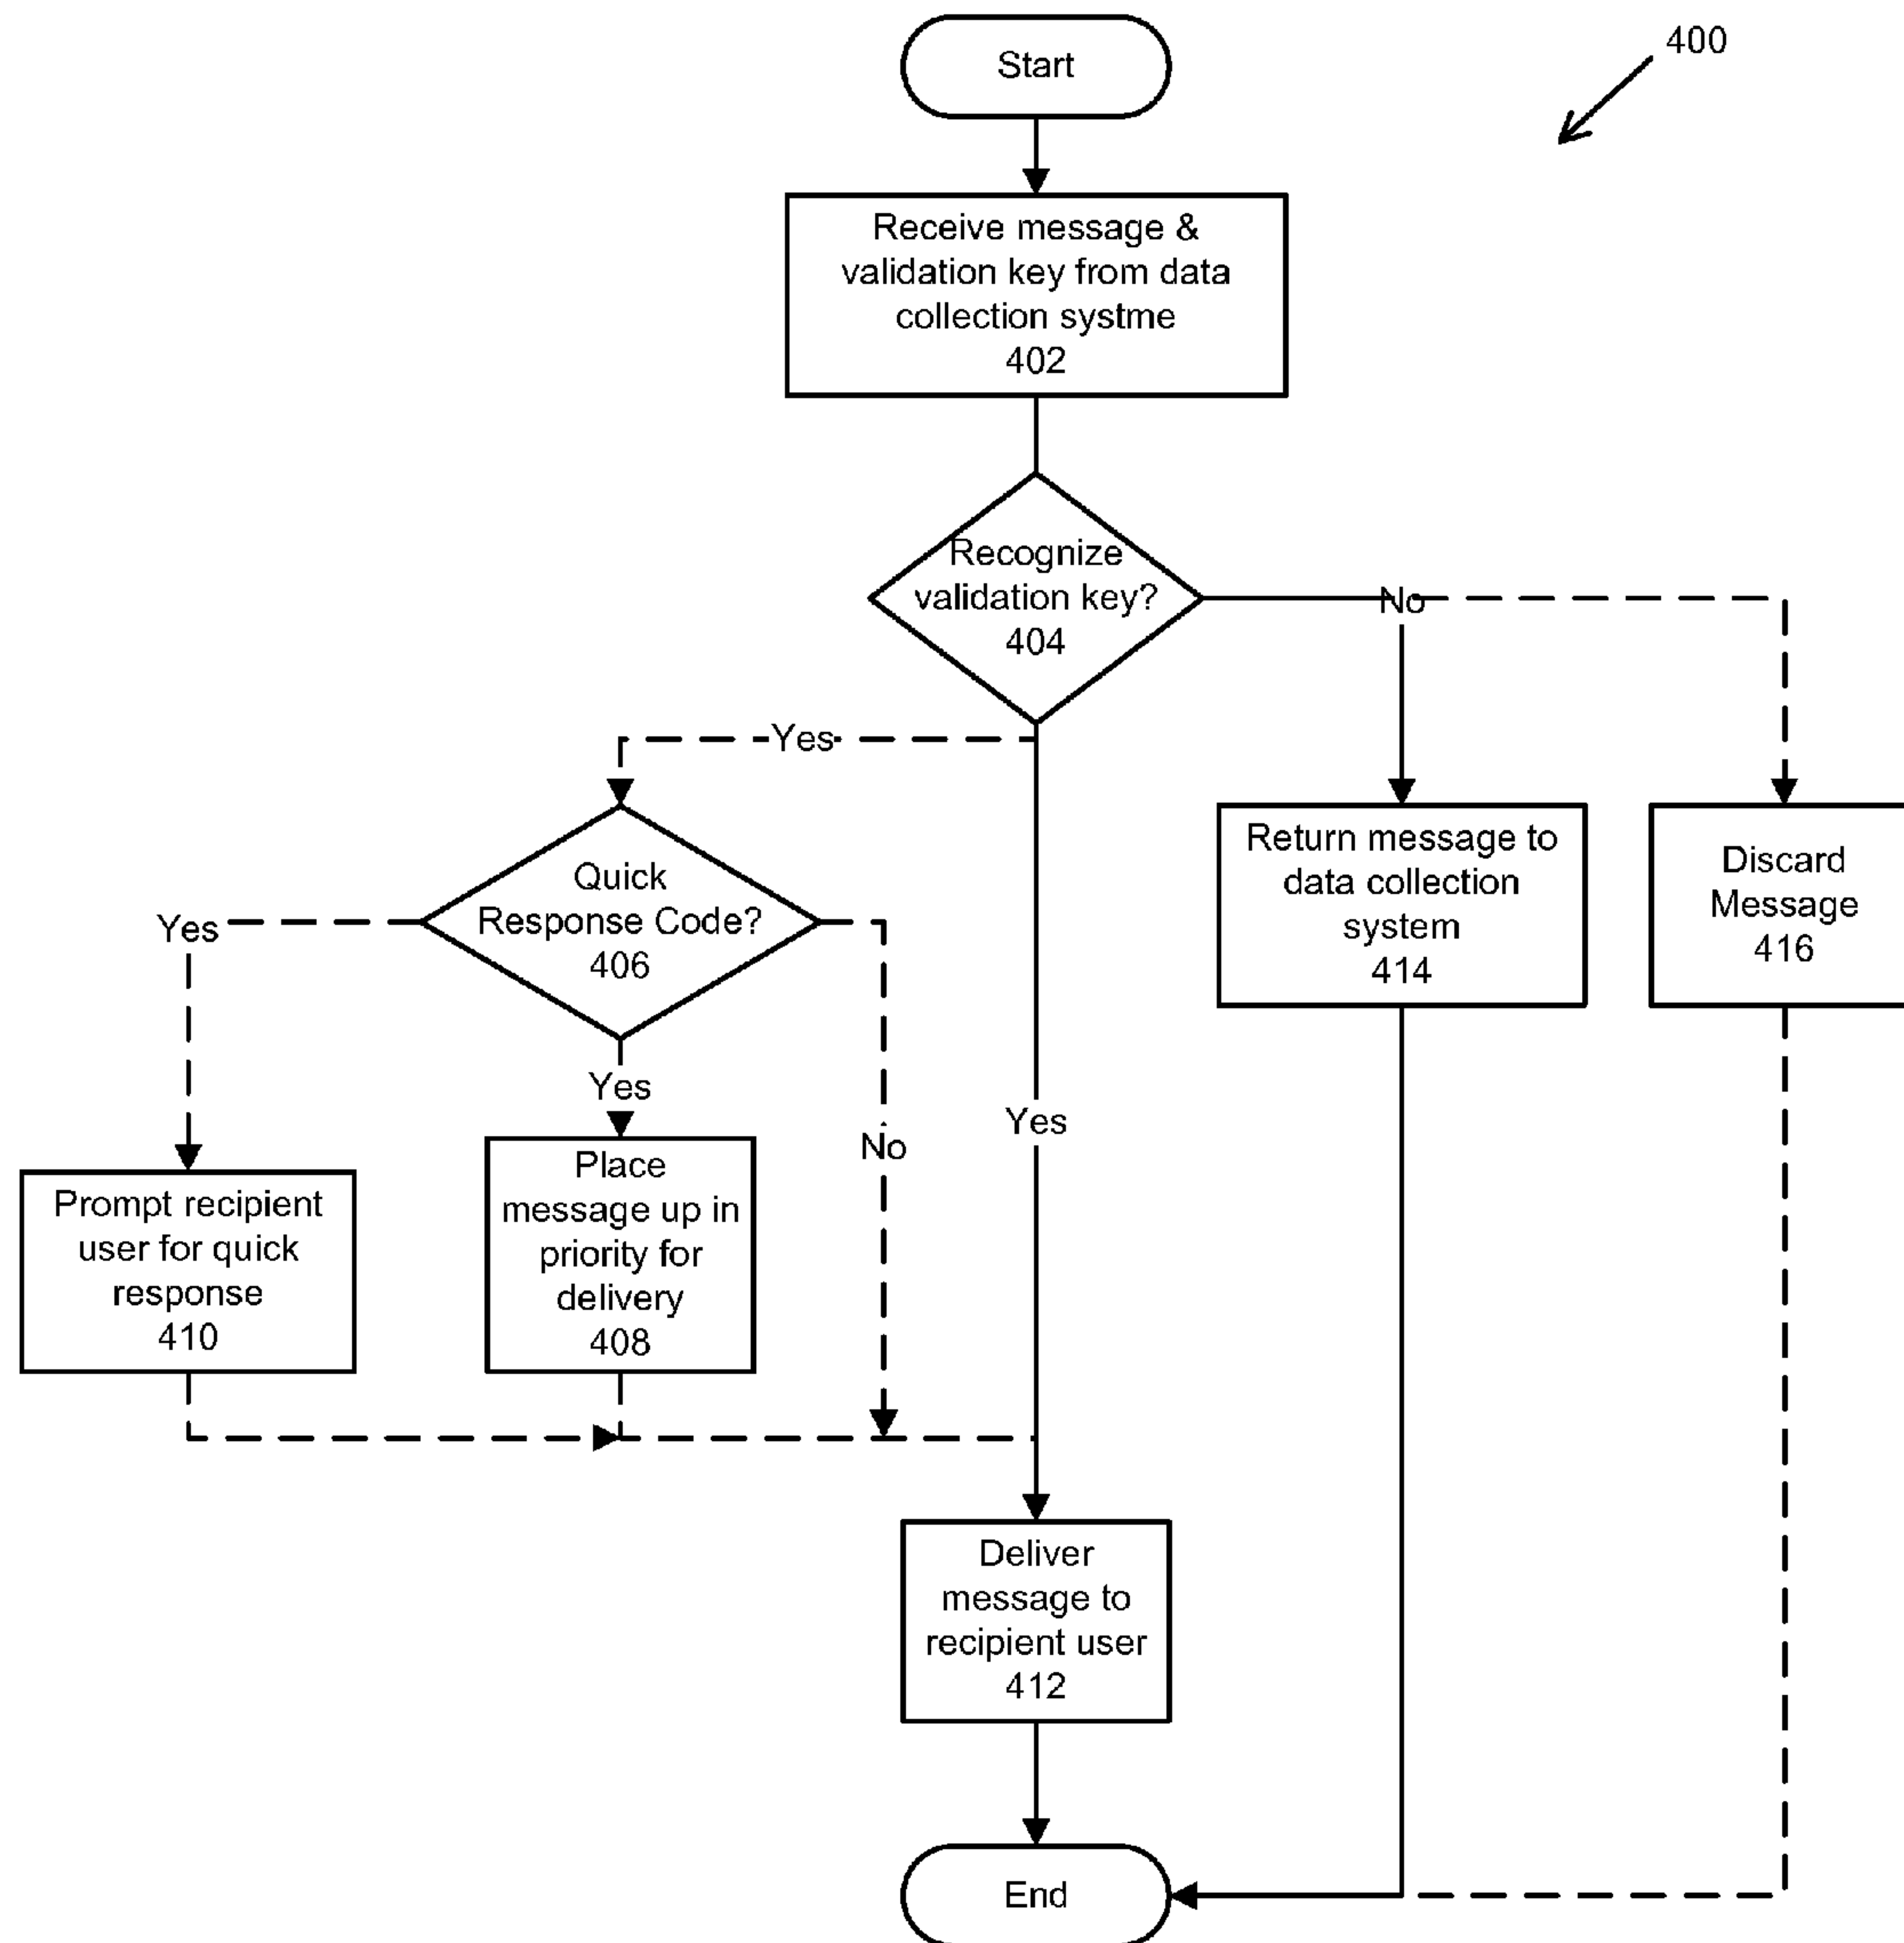 400
Start
Receive message &
validation key from data
collection systme
402
Recognize
validation key?
404
No
Yes
Quick
Response Code?
406
Yes
Yes
No
Yes
Return message to
data collection
system
414
Discard
Message
416
Prompt recipient
user for quick
response
410
Place
message up in
priority for
delivery
408
Deliver
message to
recipient user
412
End